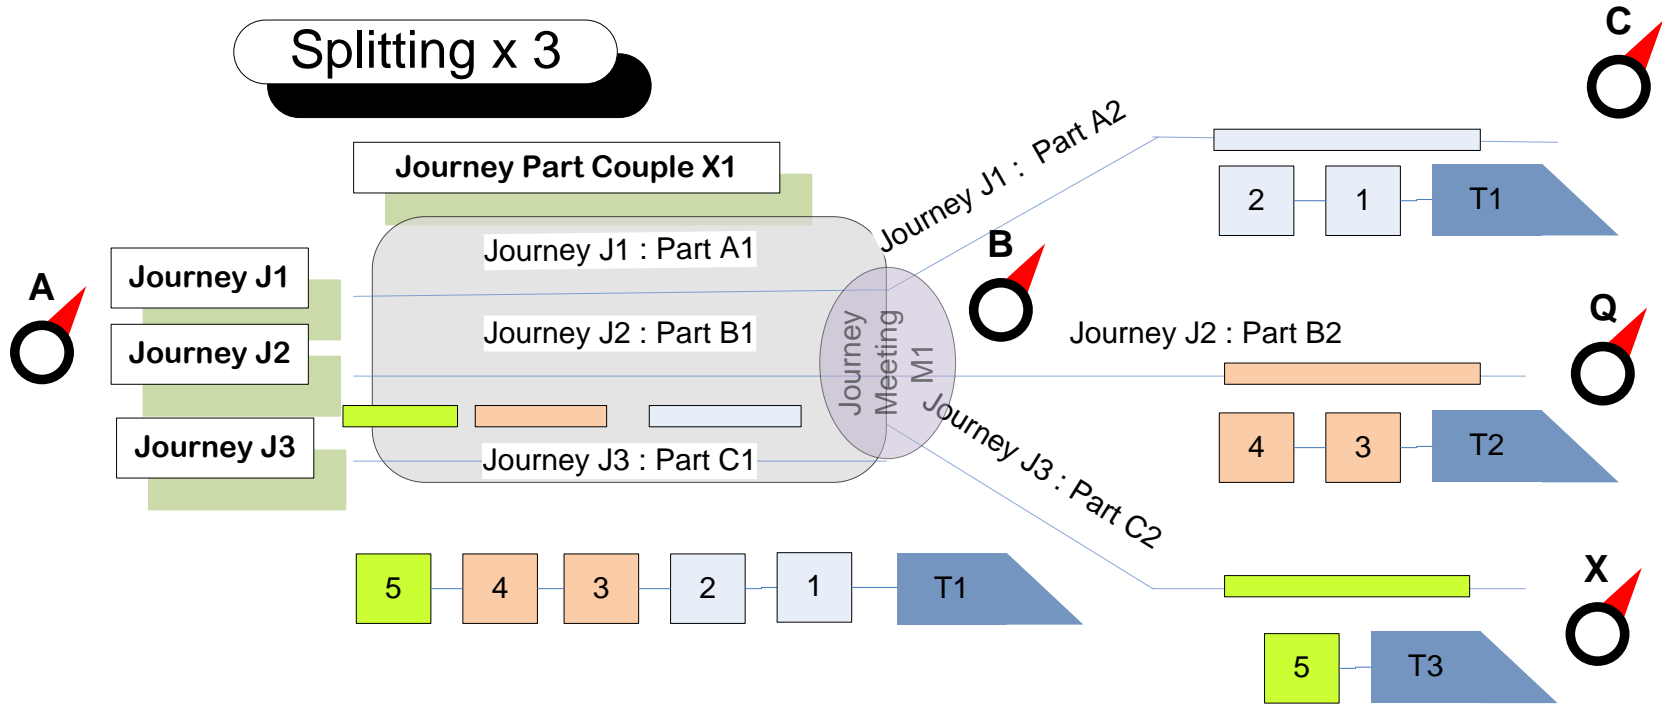 Splitting x 3
C
Journey Part Couple X1
Journey J1 : Part A2
2
1
T1
Journey J1 : Part A1
Journey J1
A
B
Journey J2 : Part B1
Journey J2
Journey
Meeting
M1
Journey J2 : Part B2
Q
Journey J3
Journey J3 : Part C1
Journey J3 : Part C2
4
3
T2
5
4
3
2
1
T1
X
5
T3